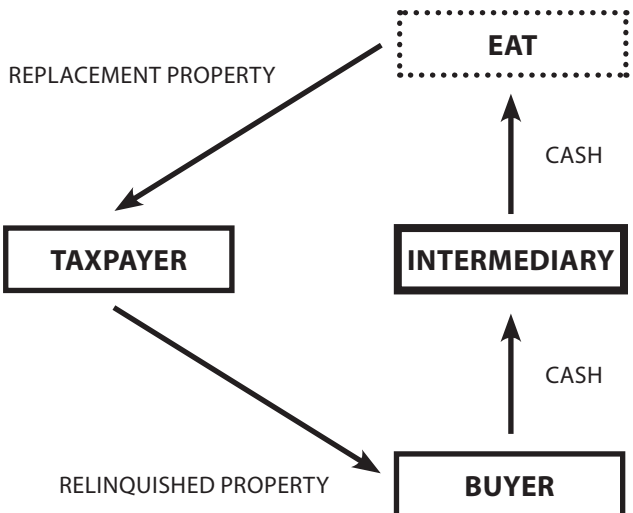 EAT
REPLACEMENT PROPERTY
CASH
TAXPAYER
INTERMEDIARY
CASH
RELINQUISHED PROPERTY
BUYER